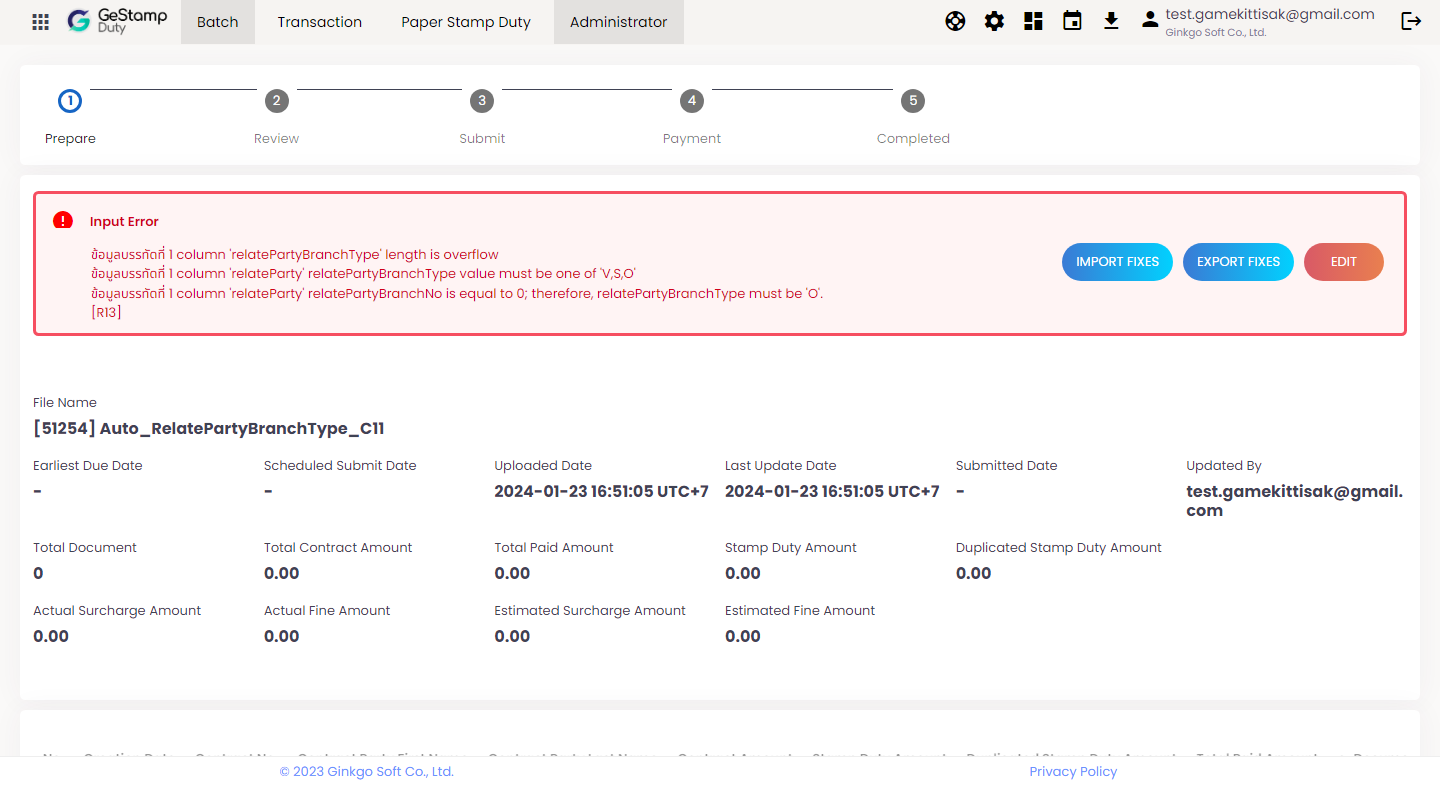 GeStamp Duty
Batch
Transaction
Paper Stamp Duty
Administrator
test.gamekittisak@gmail.com
Ginkgo Soft Co., Ltd.
1
2
3
4
5
Prepare
Review
Submit
Payment
Completed
Input Error
ข้อมูลบรรทัดที่ 1 column 'relatePartyBranchType' length is overflow
ข้อมูลบรรทัดที่ 1 column 'relateParty' relatePartyBranchType value must be one of 'V,S,O'
ข้อมูลบรรทัดที่ 1 column 'relateParty' relatePartyBranchNo is equal to 0; therefore, relatePartyBranchType must be 'O'.
[R13]
IMPORT FIXES
EXPORT FIXES
EDIT
File Name
[51254] Auto_RelatePartyBranchType_C11
Earliest Due Date
Scheduled Submit Date
Uploaded Date
Last Update Date
Submitted Date
Updated By
-
-
2024-01-23 16:51:05 UTC+7
2024-01-23 16:51:05 UTC+7
-
test.gamekittisak@gmail.
com
Total Document
Total Contract Amount
Total Paid Amount
Stamp Duty Amount
Duplicated Stamp Duty Amount
0
0.00
0.00
0.00
0.00
Actual Surcharge Amount
Actual Fine Amount
Estimated Surcharge Amount
Estimated Fine Amount
0.00
0.00
0.00
0.00
© 2023 Ginkgo Soft Co., Ltd.
Privacy Policy